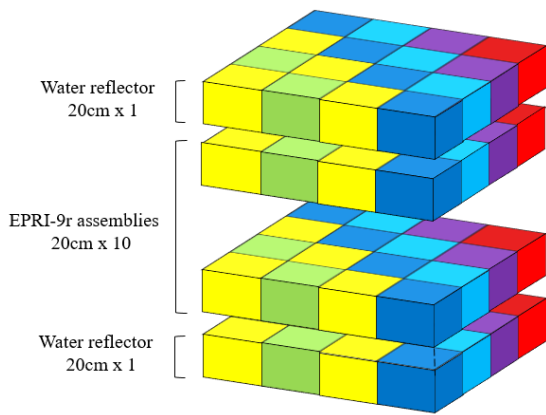 Water reflector
20cm x 1
EPRI-9r assemblies
20cm x 10
Water reflector
20cm x 1